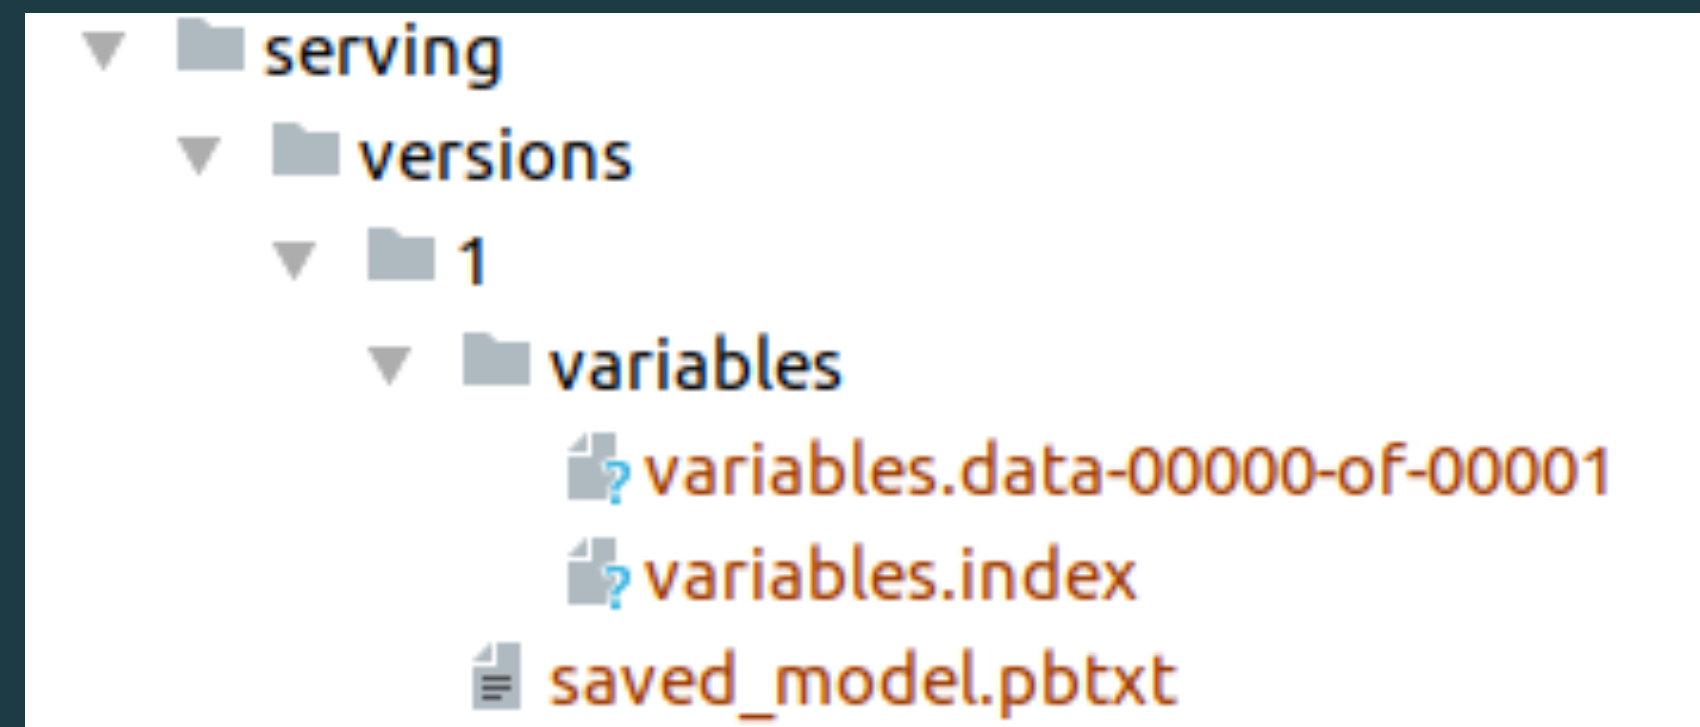 serving
versions
1
variables
variables.data-00000-of-00001
variables.index
saved_model.pbtxt